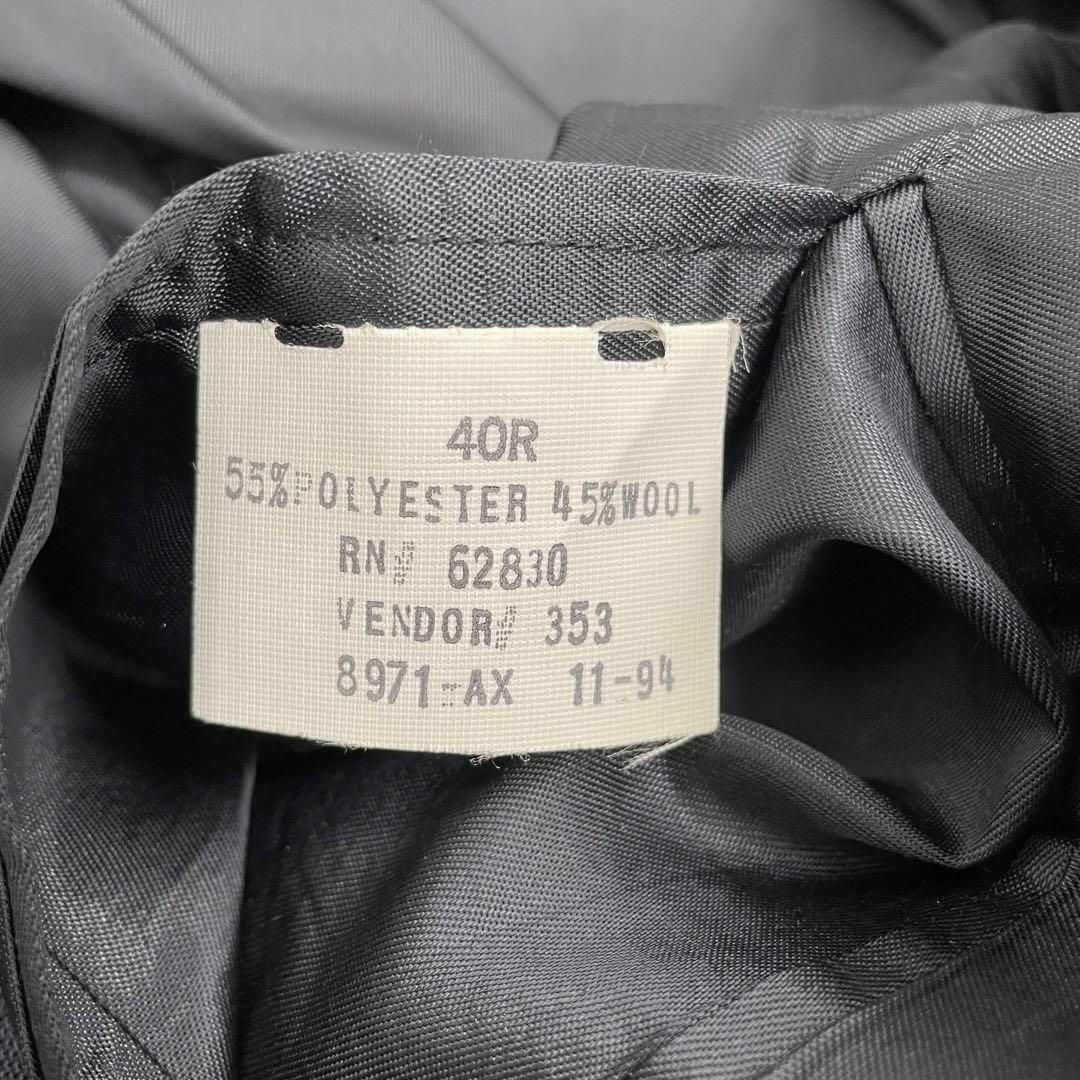 40R
55%POLYESTER 45%WOOL
RN# 62830
VENDOR# 353
8971-AX 11-94